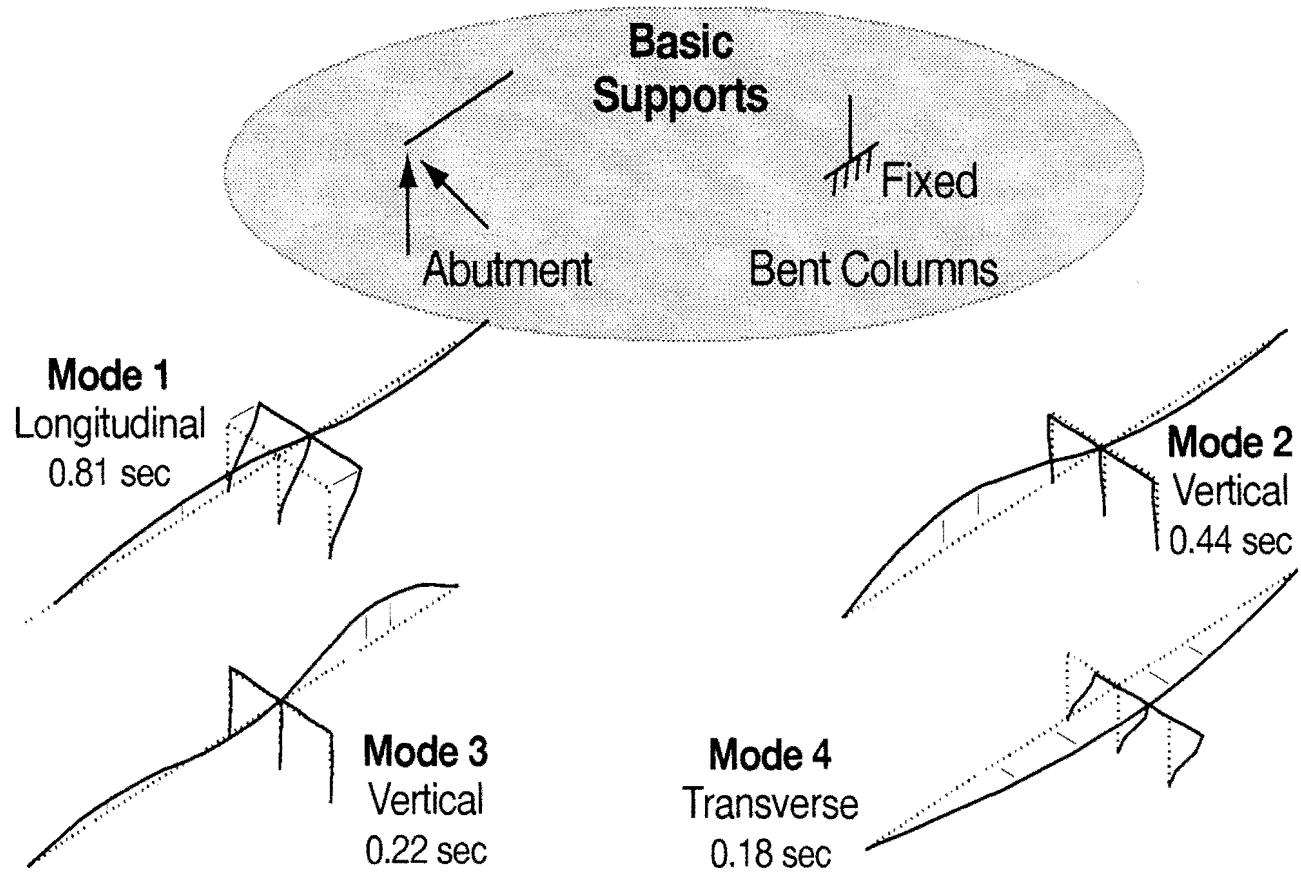 Basic
Supports
Fixed
Abutment
Bent Columns
Mode 1
Longitudinal
0.81 sec
Mode 2
Vertical
0.44 sec
Mode 3
Vertical
0.22 sec
Mode 4
Transverse
0.18 sec